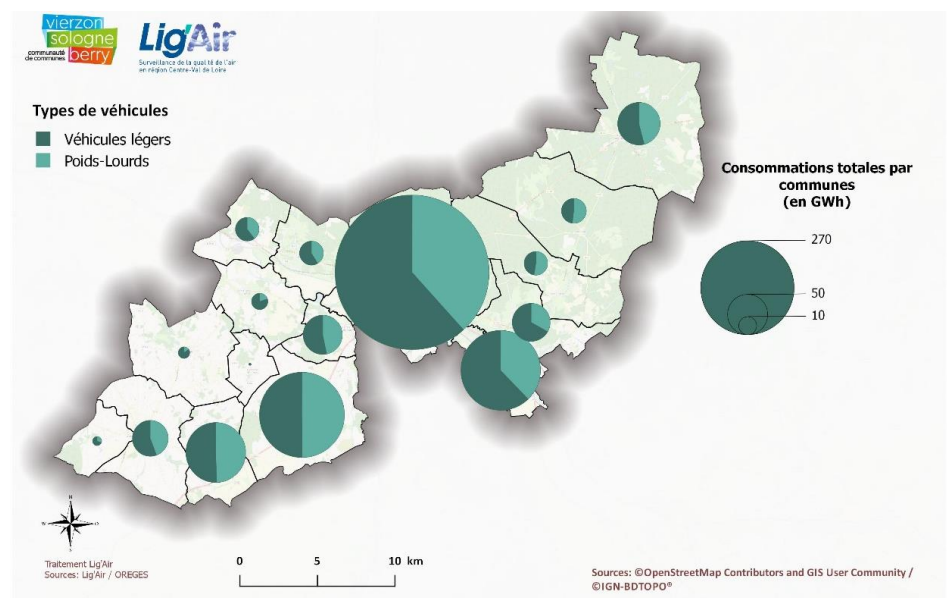 vierzon
sologne
berry
communauté
de communes
Lig'Air
Surveillance de la qualité de l'air
en région Centre-Val de Loire
Types de véhicules
Véhicules légers
Poids-Lourds
Consommations totales par
communes
(en GWh)
270
50
10
N
0 5 10 km
Traitement Lig'Air
Sources: Lig'Air / OREGES
Sources: ©OpenStreetMap Contributors and GIS User Community /
©IGN-BDTOPO®